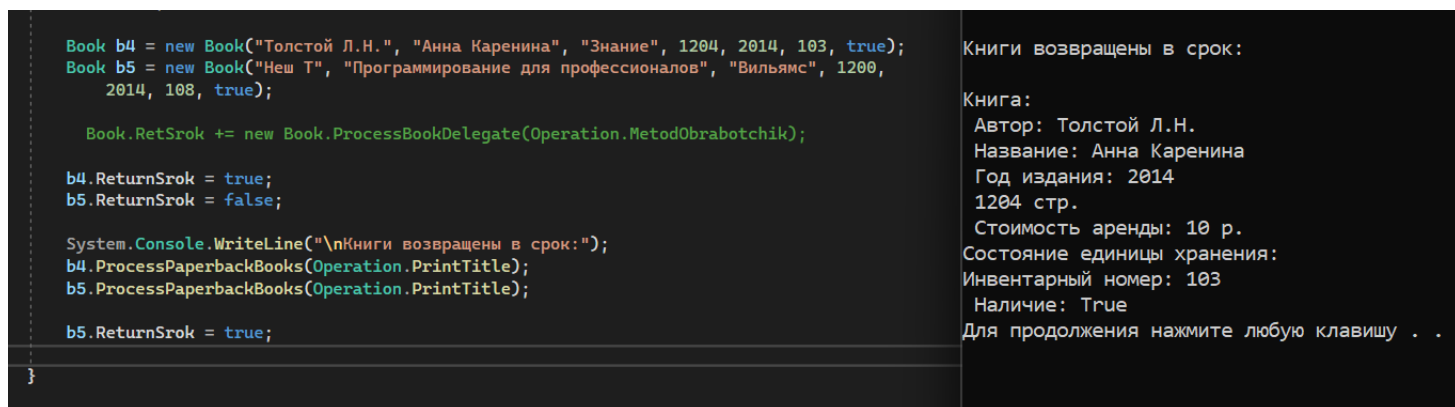 Book b4 = new Book("Толстой Л.Н.", "Анна Каренина", "Знание", 1204, 2014, 103, true);
Book b5 = new Book("Неш Т", "Программирование для профессионалов", "Вильямс", 1200,
2014, 108, true);
Book.RetSrok += new Book.ProcessBookDelegate(Operation.MetodObrabotchik);
b4.ReturnSrok = true;
b5.ReturnSrok = false;
System.Console.WriteLine("\nКниги возвращены в срок:");
b4.ProcessPaperbackBooks(Operation.PrintTitle);
b5.ProcessPaperbackBooks(Operation.PrintTitle);
b5.ReturnSrok = true;
}
Книги возвращены в срок:
Книга:
Автор: Толстой Л.Н.
Название: Анна Каренина
Год издания: 2014
1204 стр.
Стоимость аренды: 10 р.
Состояние единицы хранения:
Инвентарный номер: 103
Наличие: True
Для продолжения нажмите любую клавишу . .